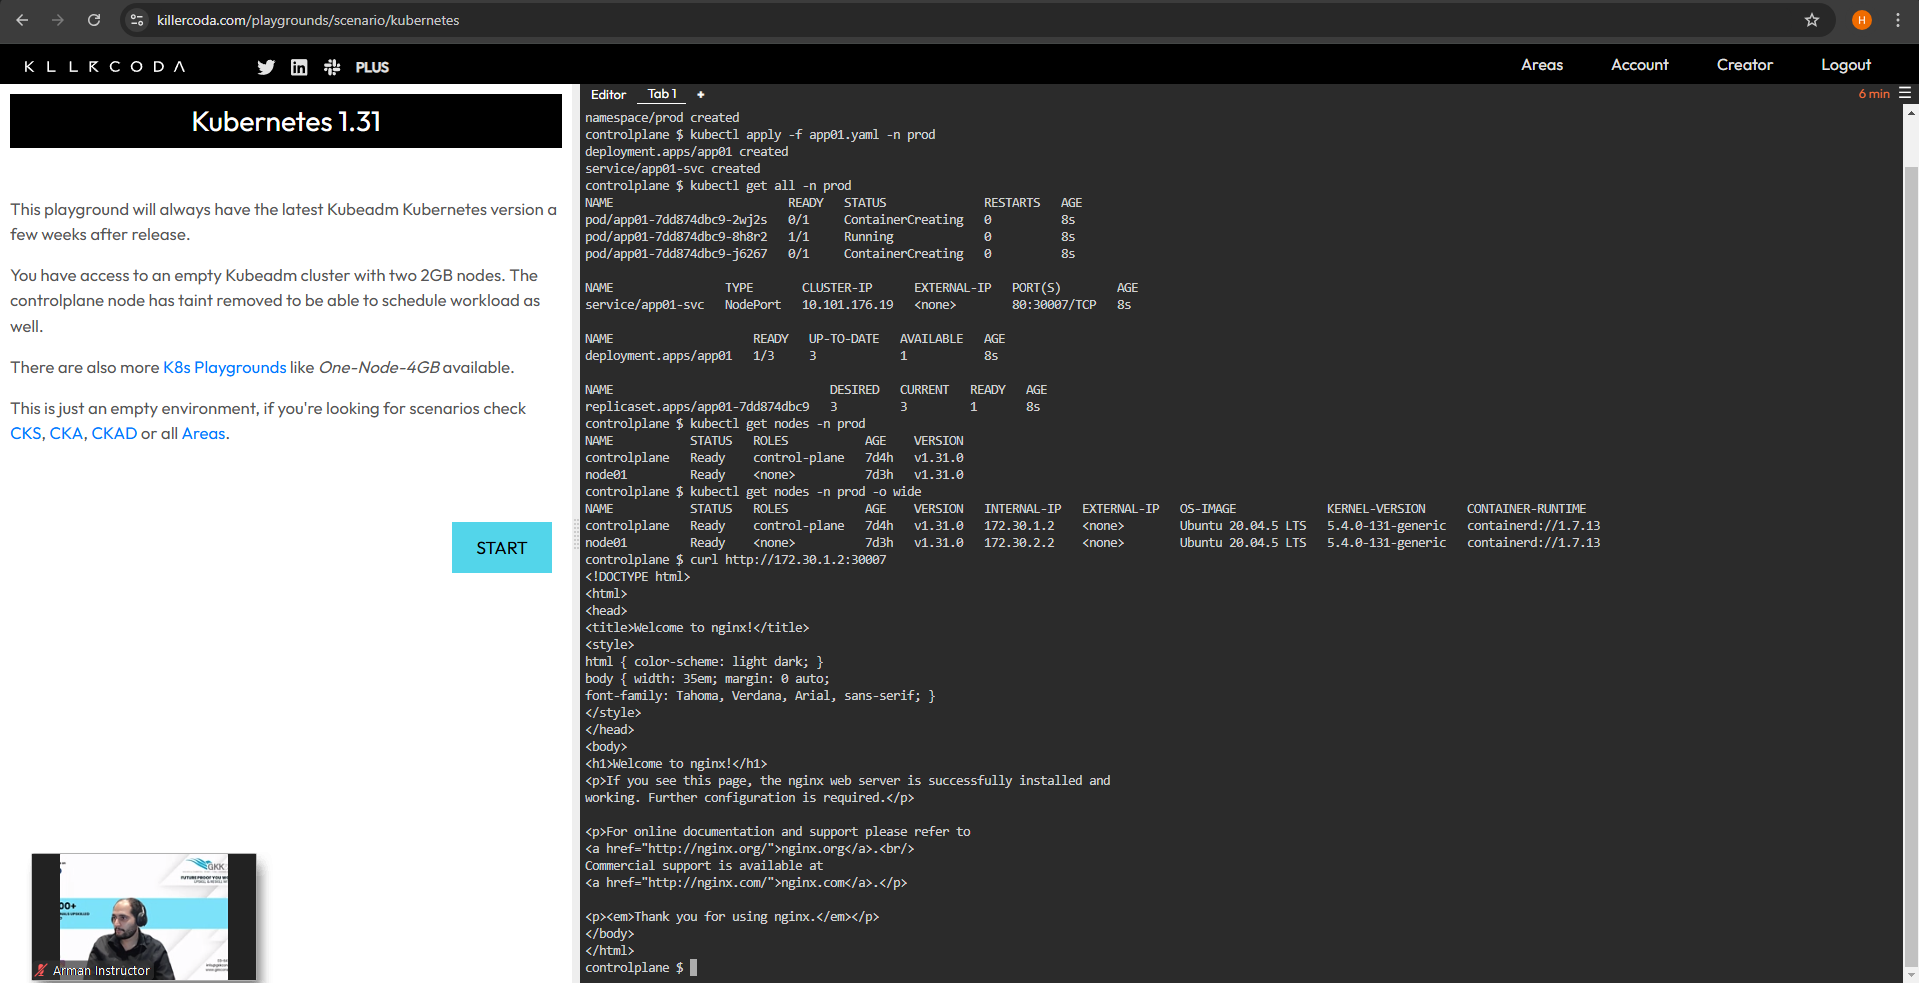 killercoda.com/playgrounds/scenario/kubernetes
H
KLLRCODA
PLUS
Areas
Account
Creator
Logout
Kubernetes 1.31
This playground will always have the latest Kubeadm Kubernetes version a
few weeks after release.
You have access to an empty Kubeadm cluster with two 2GB nodes. The
controlplane node has taint removed to be able to schedule workload as
well.
There are also more K8s Playgrounds like One-Node-4GB available.
This is just an empty environment, if you're looking for scenarios check
CKS, CKA, CKAD or all Areas.
START
GKK
Arman Instructor
Editor
Tab 1
+
6 min
namespace/prod created
controlplane $ kubectl apply -f app01.yaml -n prod
deployment.apps/app01 created
service/app01-svc created
controlplane $ kubectl get all -n prod
NAME READY STATUS RESTARTS AGE
pod/app01-7dd874dbc9-2wj2s 0/1 ContainerCreating 0 8s
pod/app01-7dd874dbc9-8h8r2 1/1 Running 0 8s
pod/app01-7dd874dbc9-j6267 0/1 ContainerCreating 0 8s
NAME TYPE CLUSTER-IP EXTERNAL-IP PORT(S) AGE
service/app01-svc NodePort 10.101.176.19 <none> 80:30007/TCP 8s
NAME READY UP-TO-DATE AVAILABLE AGE
deployment.apps/app01 1/3 3 1 8s
NAME DESIRED CURRENT READY AGE
replicaset.apps/app01-7dd874dbc9 3 3 1 8s
controlplane $ kubectl get nodes -n prod
NAME STATUS ROLES AGE VERSION
controlplane Ready control-plane 7d4h v1.31.0
node01 Ready <none> 7d3h v1.31.0
controlplane $ kubectl get nodes -n prod -o wide
NAME STATUS ROLES AGE VERSION INTERNAL-IP EXTERNAL-IP OS-IMAGE KERNEL-VERSION CONTAINER-RUNTIME
controlplane Ready control-plane 7d4h v1.31.0 172.30.1.2 <none> Ubuntu 20.04.5 LTS 5.4.0-131-generic containerd://1.7.13
node01 Ready <none> 7d3h v1.31.0 172.30.2.2 <none> Ubuntu 20.04.5 LTS 5.4.0-131-generic containerd://1.7.13
controlplane $ curl http://172.30.1.2:30007
<!DOCTYPE html>
<html>
<head>
<title>Welcome to nginx!</title>
<style>
html { color-scheme: light dark; }
body { width: 35em; margin: 0 auto;
font-family: Tahoma, Verdana, Arial, sans-serif; }
</style>
</head>
<body>
<h1>Welcome to nginx!</h1>
<p>If you see this page, the nginx web server is successfully installed and
working. Further configuration is required.</p>
<p>For online documentation and support please refer to
<a href="http://nginx.org/">nginx.org</a>.<br/>
Commercial support is available at
<a href="http://nginx.com/">nginx.com</a>.</p>
<p><em>Thank you for using nginx.</em></p>
</body>
</html>
controlplane $